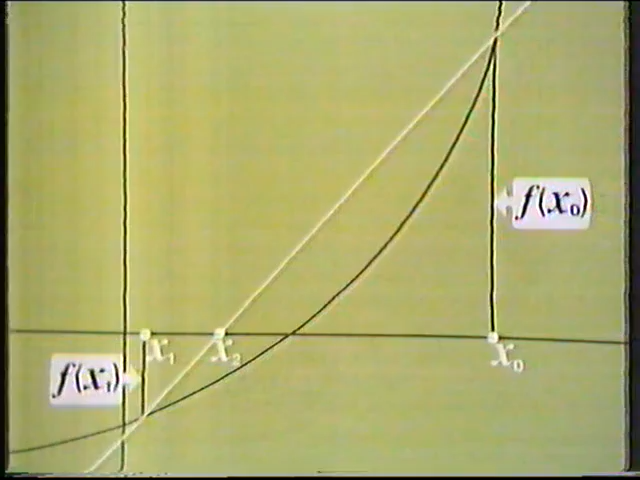 f(x₀)
x₁
x₂
x₀
f(x₁)